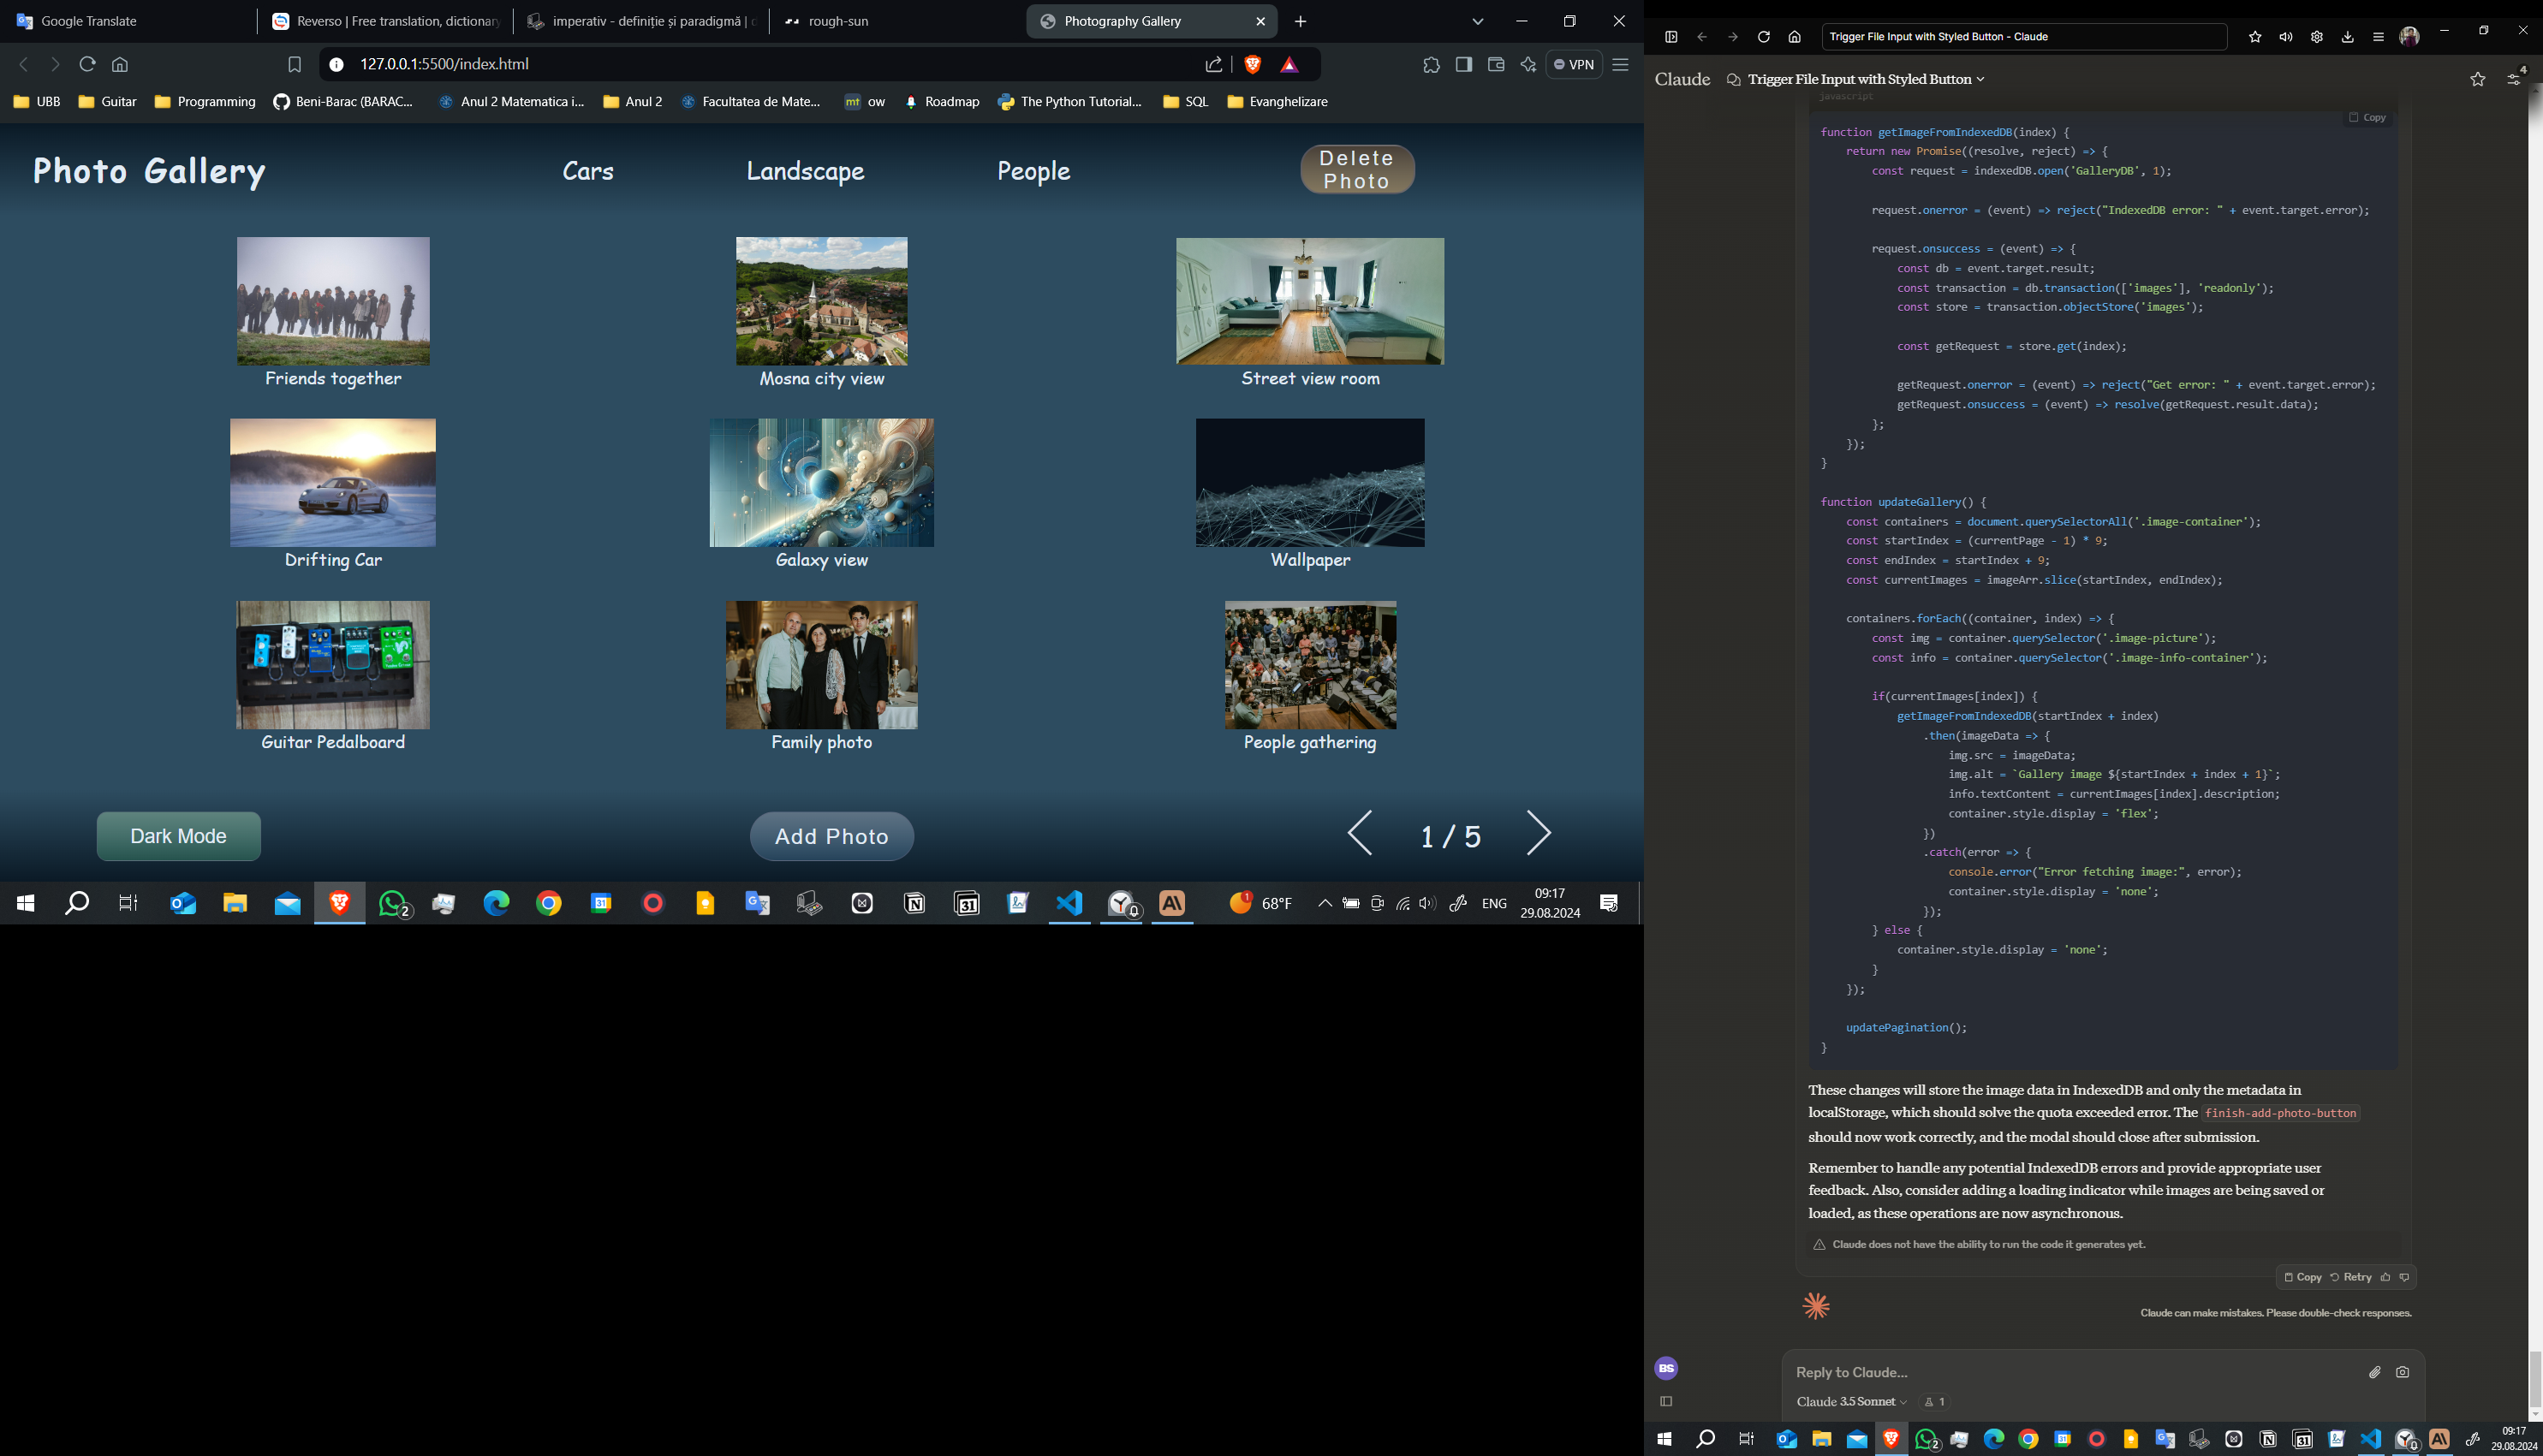 Google Translate
Reverso | Free translation, dictionary
imperativ - definiție și paradigmă | d
rough-sun
Photography Gallery
127.0.0.1:5500/index.html
VPN
UBB
Guitar
Programming
Beni-Barac (BARAC...
Anul 2 Matematica i...
Anul 2
Facultatea de Mate...
mt
ow
Roadmap
The Python Tutorial...
SQL
Evanghelizare
Photo Gallery
Cars
Landscape
People
Delete
Photo
Friends together
Mosna city view
Street view room
Drifting Car
Galaxy view
Wallpaper
Guitar Pedalboard
Family photo
People gathering
Dark Mode
Add Photo
1 / 5
2
31
31
1
68°F
ENG
09:17
29.08.2024
Trigger File Input with Styled Button - Claude
Claude
Trigger File Input with Styled Button
4
javascript
Copy
function getImageFromIndexedDB(index) {
return new Promise((resolve, reject) => {
const request = indexedDB.open('GalleryDB', 1);
request.onerror = (event) => reject("IndexedDB error: " + event.target.error);
request.onsuccess = (event) => {
const db = event.target.result;
const transaction = db.transaction(['images'], 'readonly');
const store = transaction.objectStore('images');
const getRequest = store.get(index);
getRequest.onerror = (event) => reject("Get error: " + event.target.error);
getRequest.onsuccess = (event) => resolve(getRequest.result.data);
};
});
}
function updateGallery() {
const containers = document.querySelectorAll('.image-container');
const startIndex = (currentPage - 1) * 9;
const endIndex = startIndex + 9;
const currentImages = imageArr.slice(startIndex, endIndex);
containers.forEach((container, index) => {
const img = container.querySelector('.image-picture');
const info = container.querySelector('.image-info-container');
if(currentImages[index]) {
getImageFromIndexedDB(startIndex + index)
.then(imageData => {
img.src = imageData;
img.alt = `Gallery image ${startIndex + index + 1}`;
info.textContent = currentImages[index].description;
container.style.display = 'flex';
})
.catch(error => {
console.error("Error fetching image:", error);
container.style.display = 'none';
});
} else {
container.style.display = 'none';
}
});
updatePagination();
}
These changes will store the image data in IndexedDB and only the metadata in
localStorage, which should solve the quota exceeded error. The finish-add-photo-button
should now work correctly, and the modal should close after submission.
Remember to handle any potential IndexedDB errors and provide appropriate user
feedback. Also, consider adding a loading indicator while images are being saved or
loaded, as these operations are now asynchronous.
Claude does not have the ability to run the code it generates yet.
Copy
Retry
Claude can make mistakes. Please double-check responses.
BS
Reply to Claude...
Claude 3.5 Sonnet
1
2
31
31
09:17
29.08.202